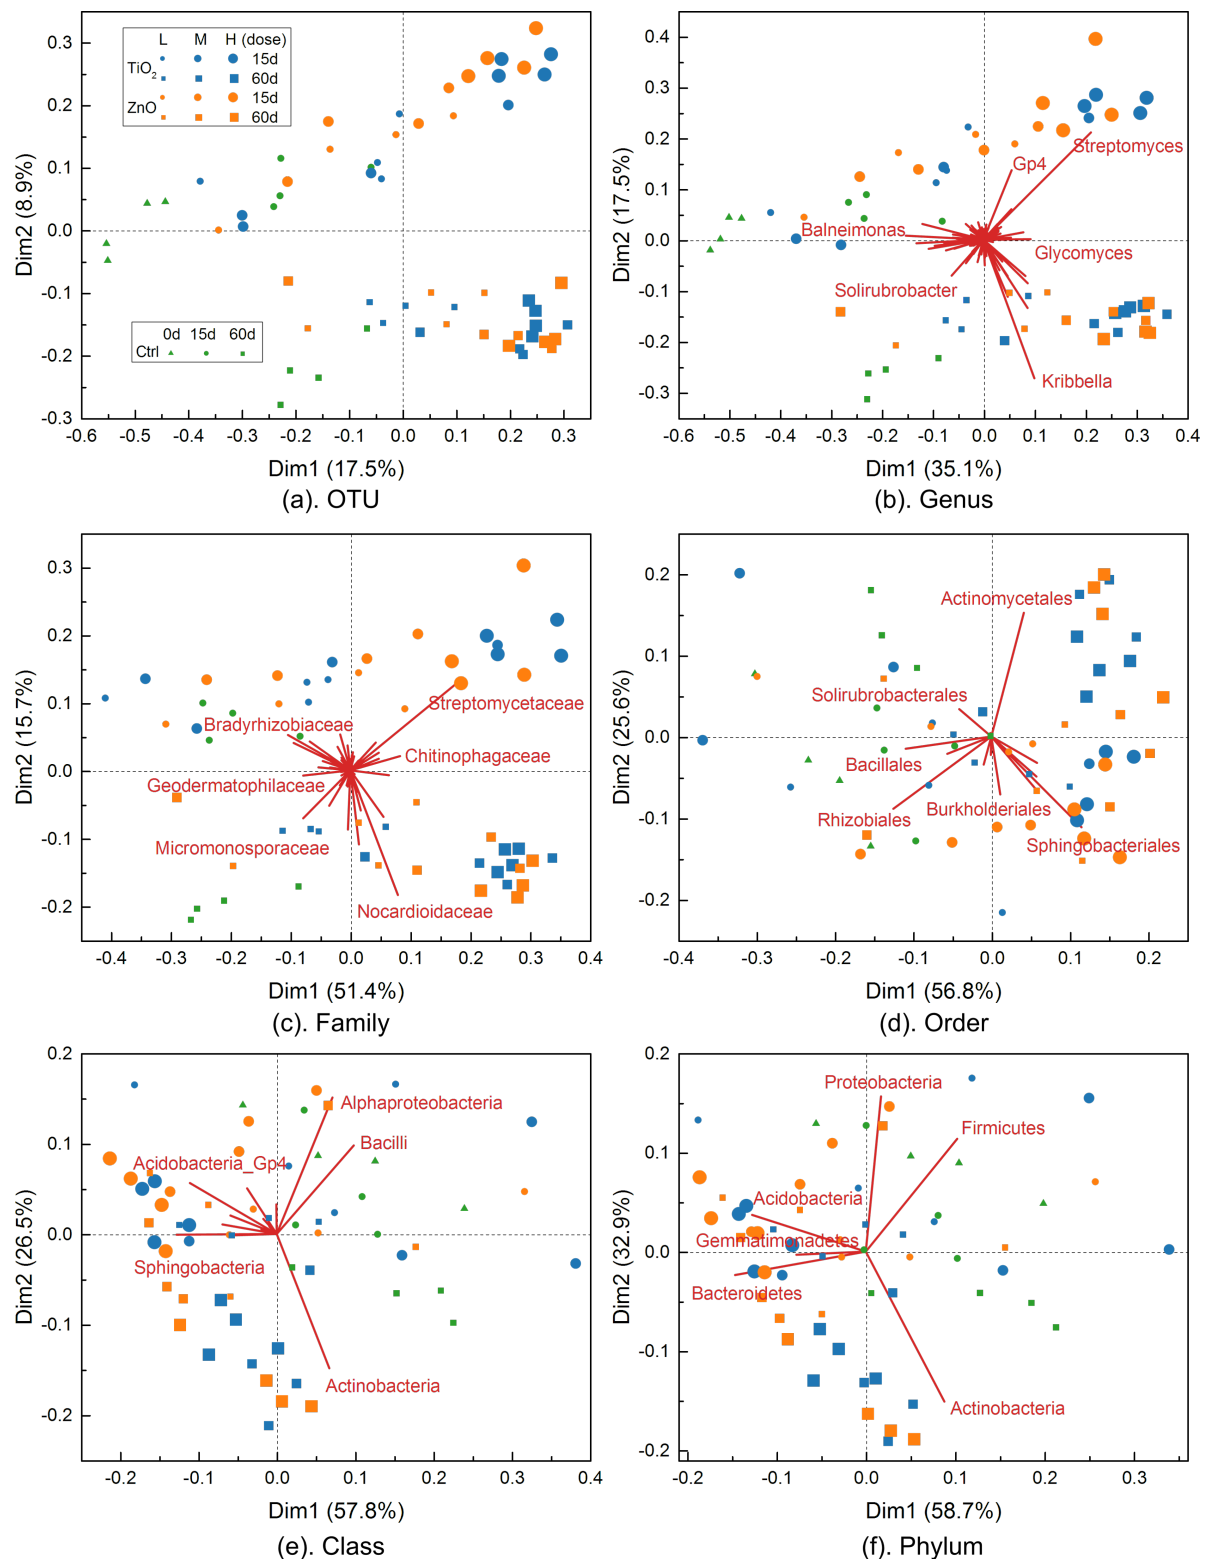 L M H (dose)
TiO2 15d
60d
ZnO 15d
60d
0d 15d 60d
Ctrl
0.3
0.2
0.1
0.0
-0.1
-0.2
-0.3
Dim2 (8.9%)
-0.6 -0.5 -0.4 -0.3 -0.2 -0.1 0.0 0.1 0.2 0.3
Dim1 (17.5%)
(a). OTU
0.4
0.3
0.2
0.1
0.0
-0.1
-0.2
-0.3
Dim2 (17.5%)
Streptomyces
Gp4
Balneimonas
Glycomyces
Solirubrobacter
Kribbella
-0.6 -0.5 -0.4 -0.3 -0.2 -0.1 0.0 0.1 0.2 0.3 0.4
Dim1 (35.1%)
(b). Genus
0.3
0.2
0.1
0.0
-0.1
-0.2
Dim2 (15.7%)
Streptomycetaceae
Bradyrhizobiaceae
Chitinophagaceae
Geodermatophilaceae
Micromonosporaceae
Nocardioidaceae
-0.4 -0.3 -0.2 -0.1 0.0 0.1 0.2 0.3 0.4
Dim1 (51.4%)
(c). Family
0.2
0.1
0.0
-0.1
-0.2
Dim2 (25.6%)
Actinomycetales
Solirubrobacterales
Bacillales
Rhizobiales
Burkholderiales
Sphingobacteriales
-0.4 -0.3 -0.2 -0.1 0.0 0.1 0.2
Dim1 (56.8%)
(d). Order
0.2
0.1
0.0
-0.1
-0.2
Dim2 (26.5%)
Alphaproteobacteria
Bacilli
Acidobacteria_Gp4
Sphingobacteria
Actinobacteria
-0.2 -0.1 0.0 0.1 0.2 0.3 0.4
Dim1 (57.8%)
(e). Class
0.2
0.1
0.0
-0.1
-0.2
Dim2 (32.9%)
Proteobacteria
Firmicutes
Acidobacteria
Gemmatimonadetes
Bacteroidetes
Actinobacteria
-0.2 -0.1 0.0 0.1 0.2 0.3
Dim1 (58.7%)
(f). Phylum